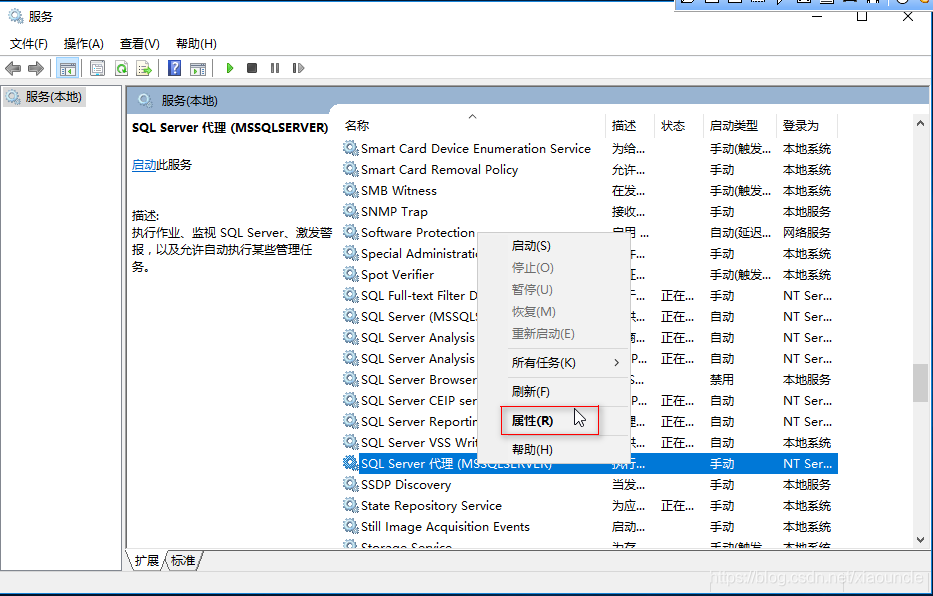 服务
文件(F) 操作(A) 查看(V) 帮助(H)
服务(本地)
服务(本地)
SQL Server 代理 (MSSQLSERVER)
启动此服务
描述:
执行作业、监视 SQL Server、激发警
报，以及允许自动执行某些管理任
务。
名称 描述 状态 启动类型 登录为
Smart Card Device Enumeration Service 为给... 手动(触发... 本地系统
Smart Card Removal Policy 允许... 手动 本地系统
SMB Witness 在发... 手动(触发... 本地系统
SNMP Trap 接收... 手动 本地服务
Software Protection 启用 ... 自动(延迟... 网络服务
Special Administratio 手动 本地系统
Spot Verifier 手动(触发... 本地系统
SQL Full-text Filter D 正在... 手动 NT Ser...
SQL Server (MSSQLS 正在... 自动 NT Ser...
SQL Server Analysis 正在... 自动 NT Ser...
SQL Server Analysis P... 正在... 自动 NT Ser...
SQL Server Browser S... 禁用 本地服务
SQL Server CEIP ser P... 正在... 自动 NT Ser...
SQL Server Reportin 正在... 自动 NT Ser...
SQL Server VSS Writ 正在... 自动 本地系统
SQL Server 代理 (MSSQLSERVER) 执行... 手动 NT Ser...
SSDP Discovery 当发... 手动 本地服务
State Repository Service 为应... 正在... 手动 本地系统
Still Image Acquisition Events 启动... 手动 本地系统
Storage Service 为存... 手动(触发... 本地系统
启动(S)
停止(O)
暂停(U)
恢复(M)
重新启动(E)
所有任务(K)
刷新(F)
属性(R)
帮助(H)
扩展 标准
https://blog.csdn.net/xiaouncle